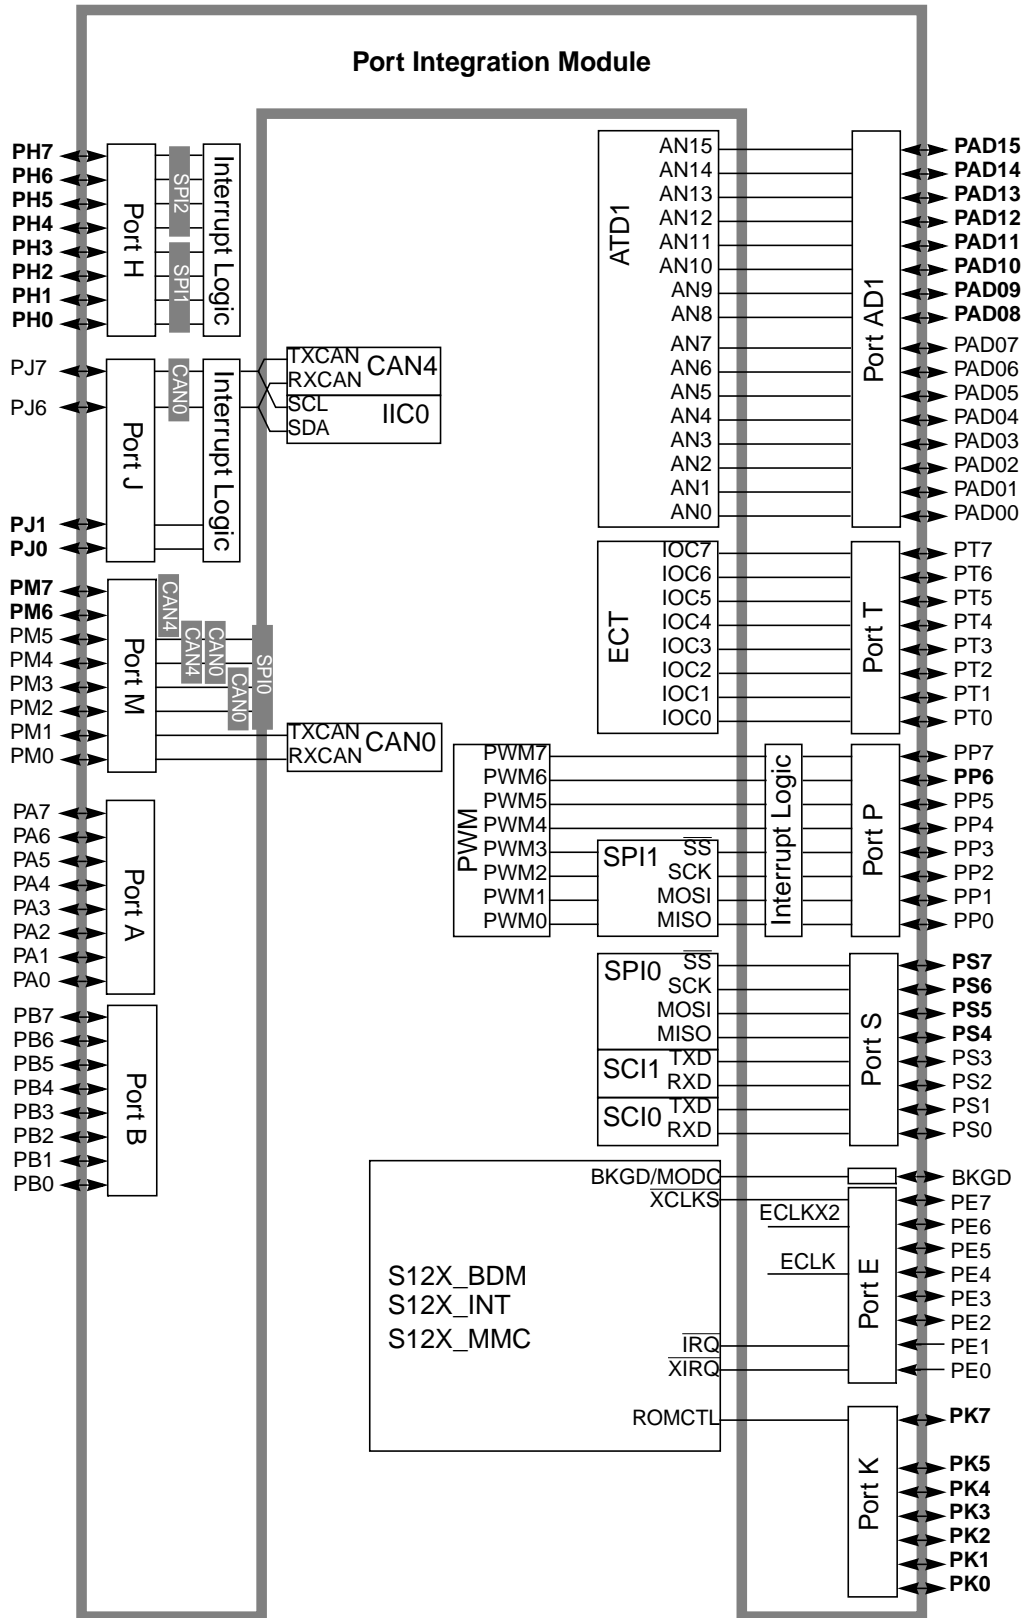 Port Integration Module
PH7
PH6
PH5
PH4
PH3
PH2
PH1
PH0
Port H
SPI2
SPI1
Interrupt Logic
PJ7
PJ6
PJ1
PJ0
Port J
CAN0
Interrupt Logic
TXCAN
RXCAN
CAN4
SCL
SDA
IIC0
PM7
PM6
PM5
PM4
PM3
PM2
PM1
PM0
Port M
CAN4
CAN4
CAN0
CAN0
SPI0
TXCAN
RXCAN
CAN0
PA7
PA6
PA5
PA4
PA3
PA2
PA1
PA0
Port A
PB7
PB6
PB5
PB4
PB3
PB2
PB1
PB0
Port B
ATD1
AN15
AN14
AN13
AN12
AN11
AN10
AN9
AN8
AN7
AN6
AN5
AN4
AN3
AN2
AN1
AN0
Port AD1
PAD15
PAD14
PAD13
PAD12
PAD11
PAD10
PAD09
PAD08
PAD07
PAD06
PAD05
PAD04
PAD03
PAD02
PAD01
PAD00
ECT
IOC7
IOC6
IOC5
IOC4
IOC3
IOC2
IOC1
IOC0
Port T
PT7
PT6
PT5
PT4
PT3
PT2
PT1
PT0
PWM
PWM7
PWM6
PWM5
PWM4
PWM3
PWM2
PWM1
PWM0
SPI1
SS
SCK
MOSI
MISO
Interrupt Logic
Port P
PP7
PP6
PP5
PP4
PP3
PP2
PP1
PP0
SPI0
SS
SCK
MOSI
MISO
SCI1
TXD
RXD
SCI0
TXD
RXD
Port S
PS7
PS6
PS5
PS4
PS3
PS2
PS1
PS0
S12X_BDM
S12X_INT
S12X_MMC
BKGD/MODC
XCLKS
IRQ
XIRQ
ROMCTL
ECLKX2
ECLK
Port E
BKGD
PE7
PE6
PE5
PE4
PE3
PE2
PE1
PE0
Port K
PK7
PK5
PK4
PK3
PK2
PK1
PK0